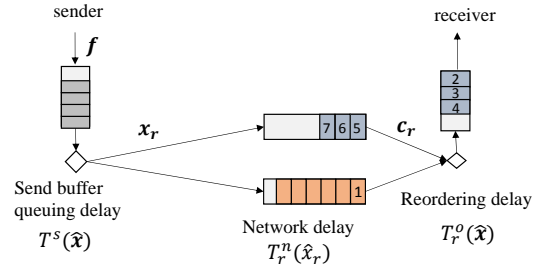 sender
receiver
f
2
3
4
x_r
7 6 5
c_r
1
Send buffer
queuing delay
T^s(x̂)
Network delay
T_r^n(x̂_r)
Reordering delay
T_r^o(x̂)